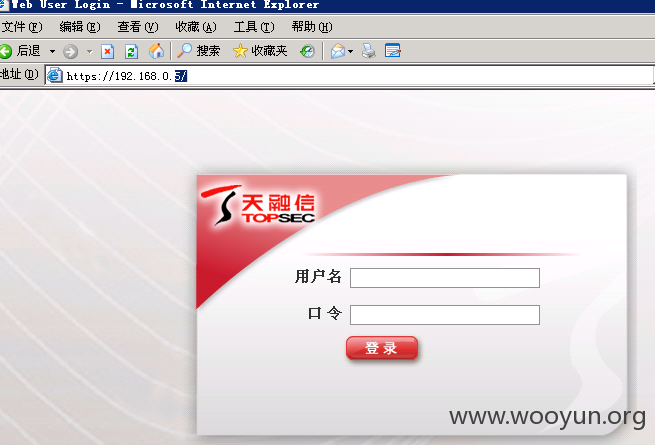 Web User Login - Microsoft Internet Explorer
文件(F) 编辑(E) 查看(V) 收藏(A) 工具(T) 帮助(H)
后退 搜索 收藏夹
地址(D) https://192.168.0.5/
天融信
TOPSEC
用户名
口令
登录
www.wooyun.org